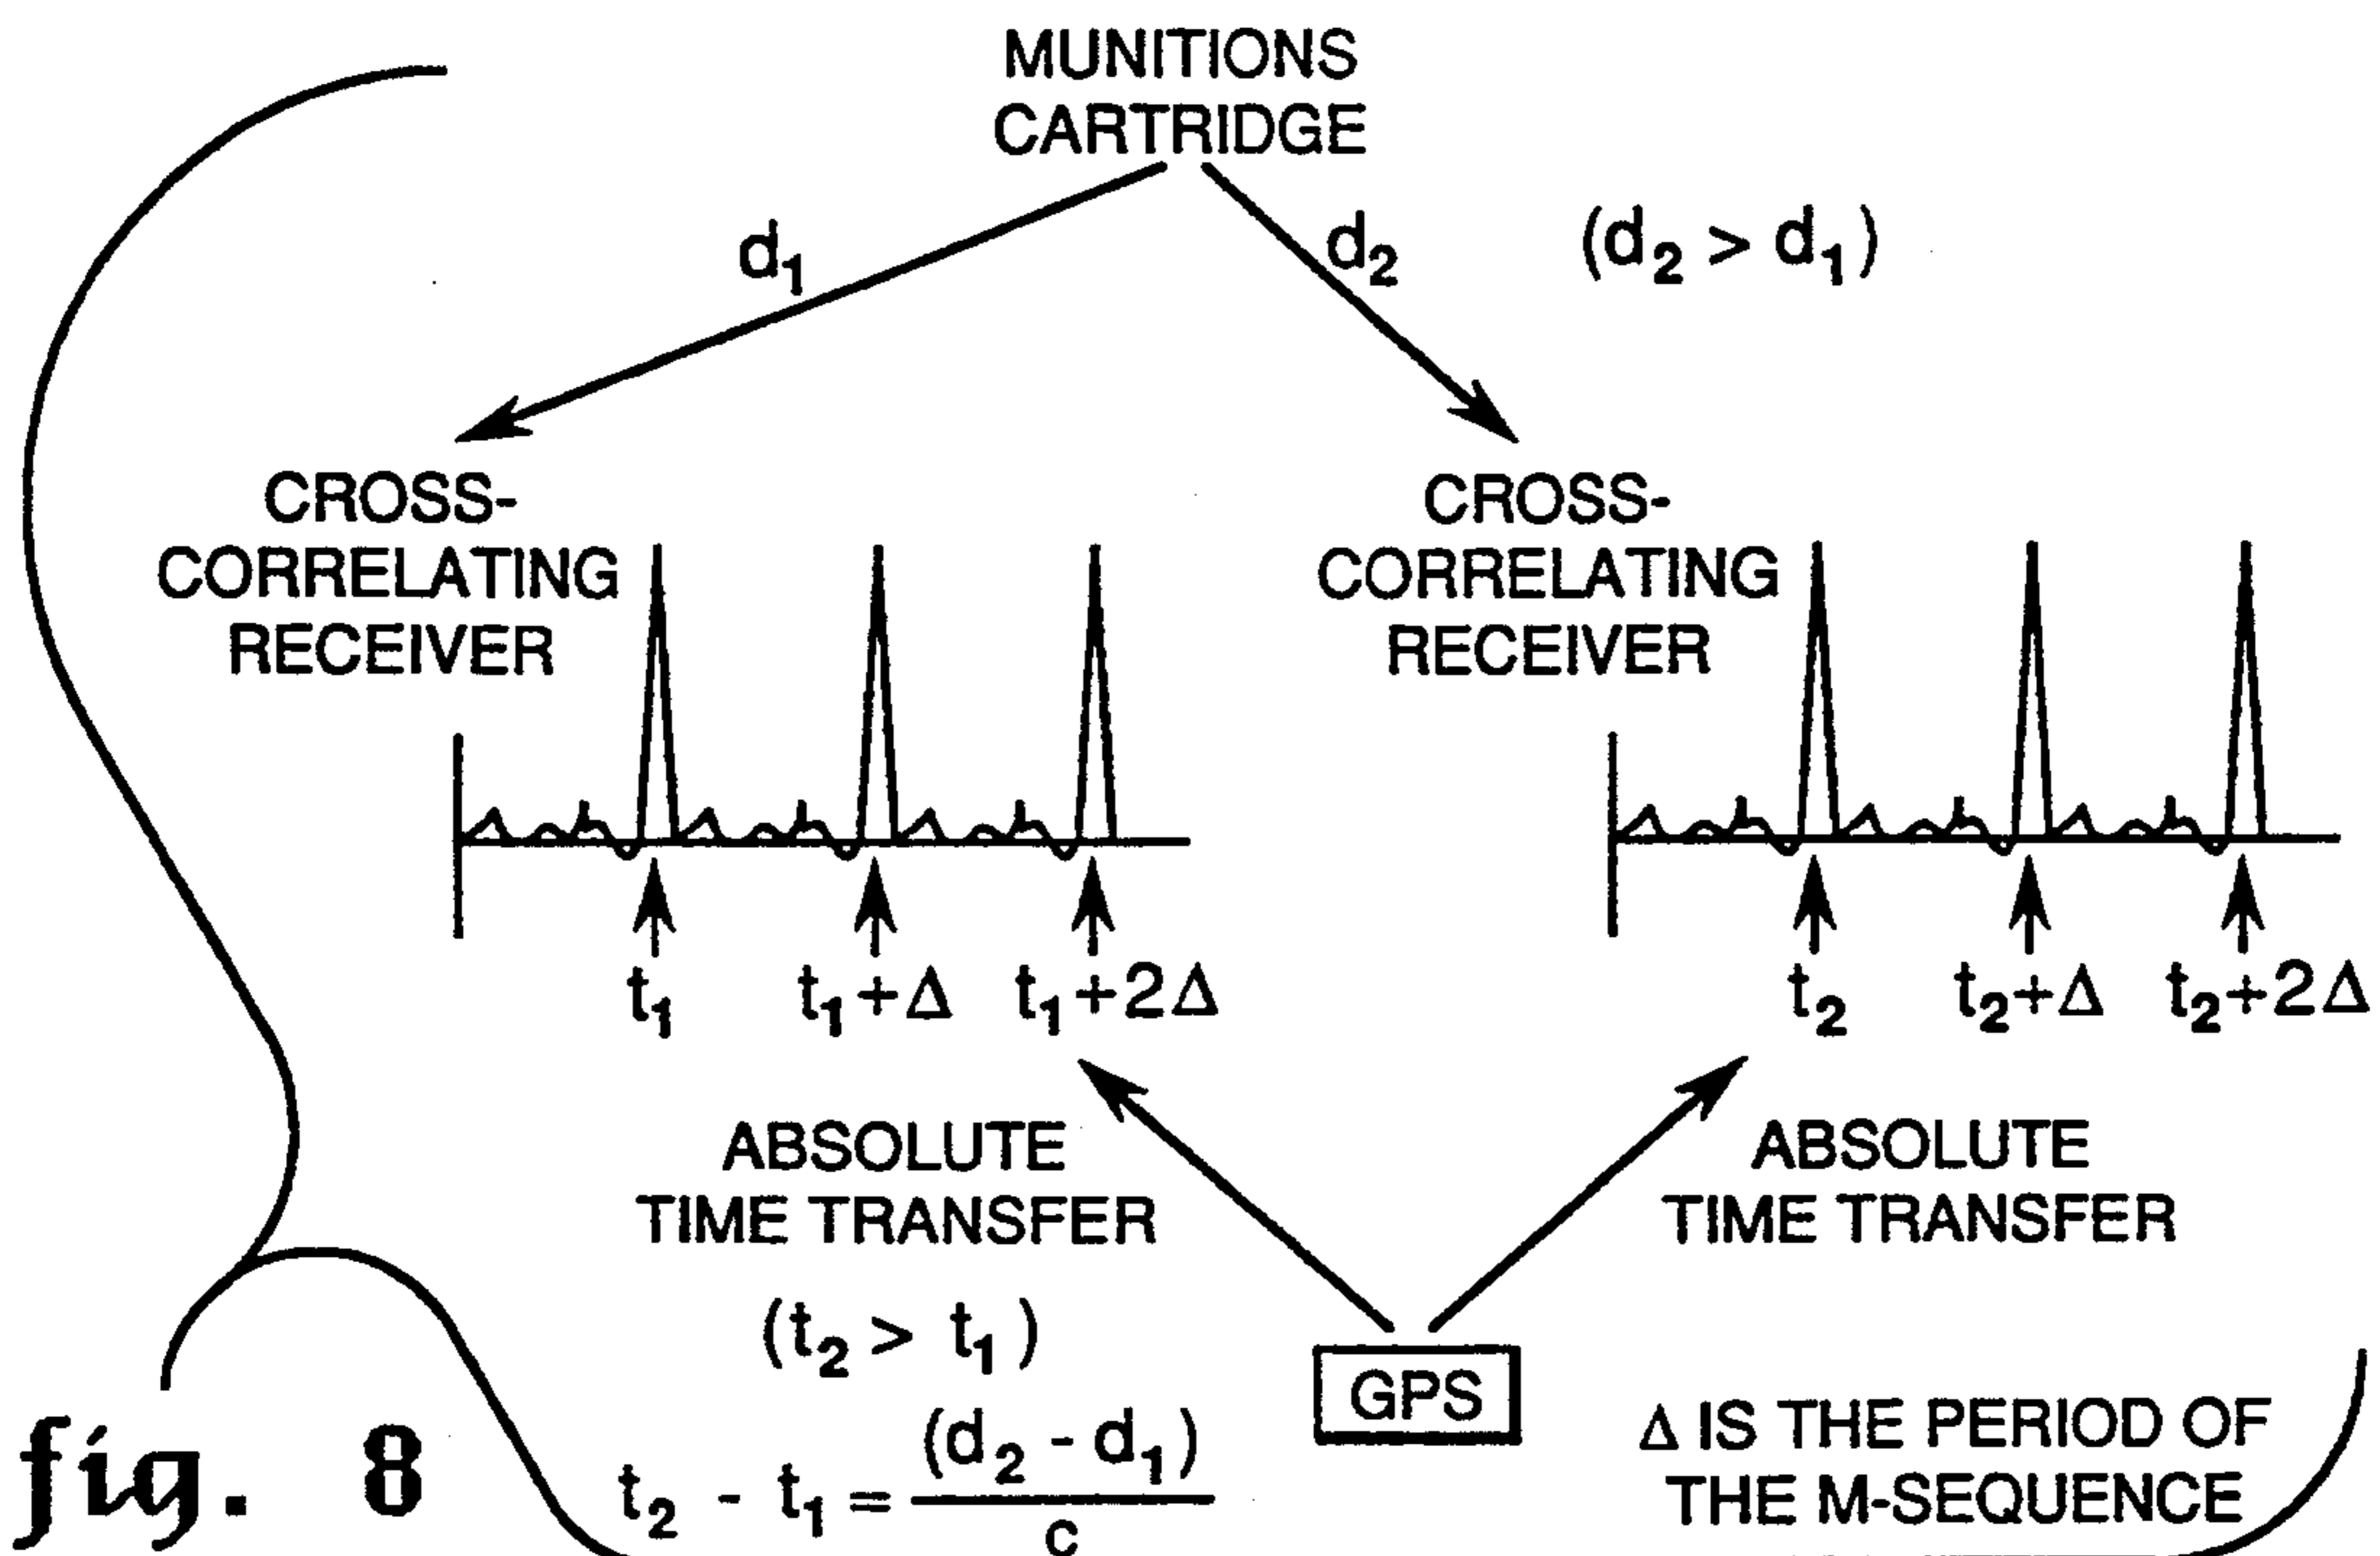 MUNITIONS
CARTRIDGE
d₁
d₂
(d₂ > d₁)
CROSS-
CORRELATING
RECEIVER
CROSS-
CORRELATING
RECEIVER
t₁
t₁+Δ
t₁+2Δ
t₂
t₂+Δ
t₂+2Δ
ABSOLUTE
TIME TRANSFER
ABSOLUTE
TIME TRANSFER
(t₂ > t₁)
GPS
t₂ - t₁ = (d₂ - d₁) / c
Δ IS THE PERIOD OF
THE M-SEQUENCE
fig. 8